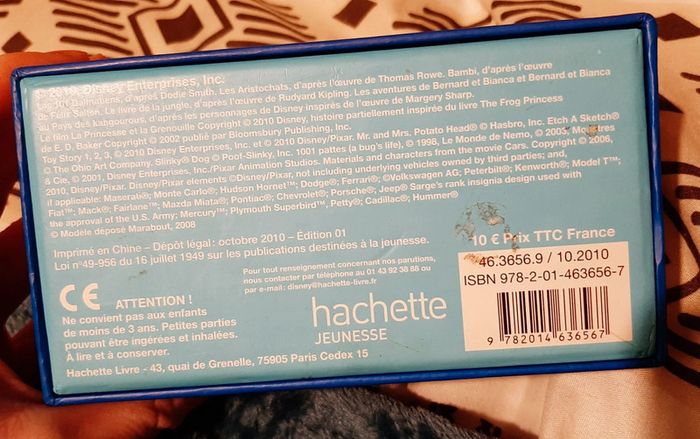 © 2010, Disney Enterprises, Inc.
Les 101 Dalmatiens, d'après Dodie Smith. Les Aristochats, d'après l'œuvre de Thomas Rowe. Bambi, d'après l'œuvre
de Felix Salten. Le livre de la jungle, d'après l'œuvre de Rudyard Kipling. Les aventures de Bernard et Bianca et Bernard et Bianca
au Pays des kangourous, d'après les personnages de Disney inspirés de l'œuvre de Margery Sharp.
Le film La Princesse et la Grenouille Copyright © 2010 Disney, histoire partiellement inspirée du livre The Frog Princess
de E. D. Baker Copyright © 2002 publié par Bloomsbury Publishing, Inc.
Toy Story 1, 2, 3, © 2010 Disney Enterprises, Inc et © 2010 Disney/Pixar. Mr. and Mrs. Potato Head® © Hasbro, Inc. Etch A Sketch®
© The Ohio Art Company. Slinky® Dog © Poof-Slinky, Inc. 1001 pattes (a bug's life), © 1998, Le Monde de Nemo, © 2003, Monstres
& Cie, © 2001, Disney Enterprises, Inc./Pixar Animation Studios. Materials and characters from the movie Cars. Copyright © 2006,
2010, Disney/Pixar. Disney/Pixar elements ©Disney/Pixar, not including underlying vehicles owned by third parties; and,
if applicable: Maserati®; Monte Carlo®; Hudson Hornet™; Dodge®; Ferrari®; ©Volkswagen AG; Peterbilt®; Kenworth®; Model T™;
Fiat™; Mack®; Fairlane™; Mazda Miata®; Pontiac®; Chevrolet®; Porsche®; Jeep® Sarge's rank insignia design used with
the approval of the U.S. Army; Mercury™; Plymouth Superbird™, Petty®; Cadillac®; Hummer®
© Modèle déposé Marabout, 2008
Imprimé en Chine – Dépôt légal : octobre 2010 – Édition 01
Loi n°49-956 du 16 juillet 1949 sur les publications destinées à la jeunesse.
Pour tout renseignement concernant nos parutions,
nous contacter par téléphone au 01 43 92 38 88 ou
par e-mail : disney@hachette-livre.fr
CE
ATTENTION !
Ne convient pas aux enfants
de moins de 3 ans. Petites parties
pouvant être ingérées et inhalées.
À lire et à conserver.
Hachette Livre - 43, quai de Grenelle, 75905 Paris Cedex 15
hachette
JEUNESSE
10 € Prix TTC France
46.3656.9 / 10.2010
ISBN 978-2-01-463656-7
9 782014 636567